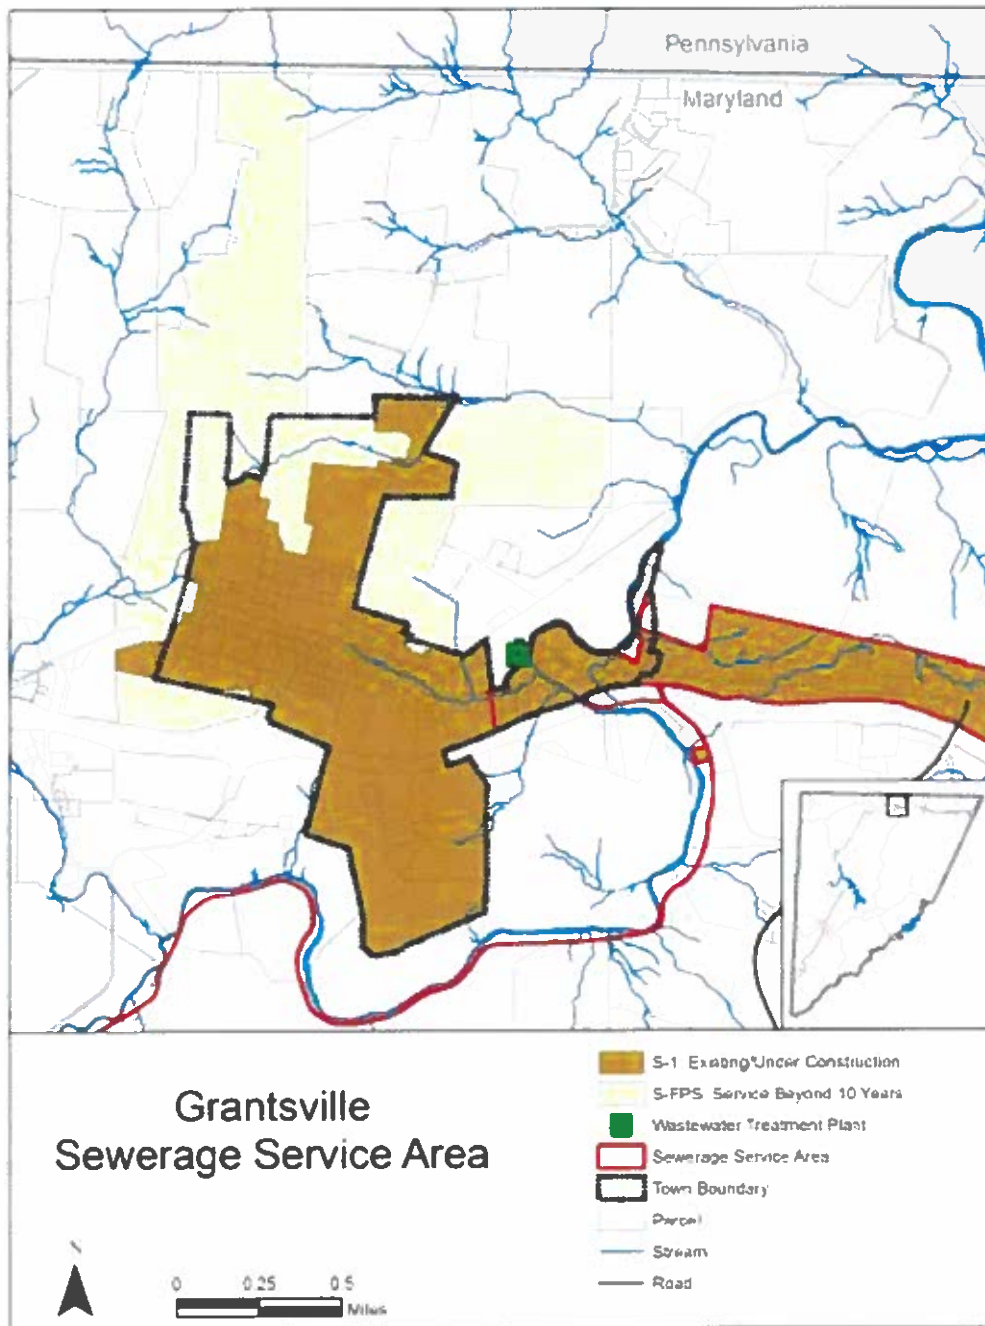 Pennsylvania
Maryland
Grantsville
Sewerage Service Area
S-1 Existing/Under Construction
S-FPS Service Beyond 10 Years
Wastewater Treatment Plant
Sewerage Service Area
Town Boundary
Parcel
Stream
Road
N
0 0.25 0.5
Miles